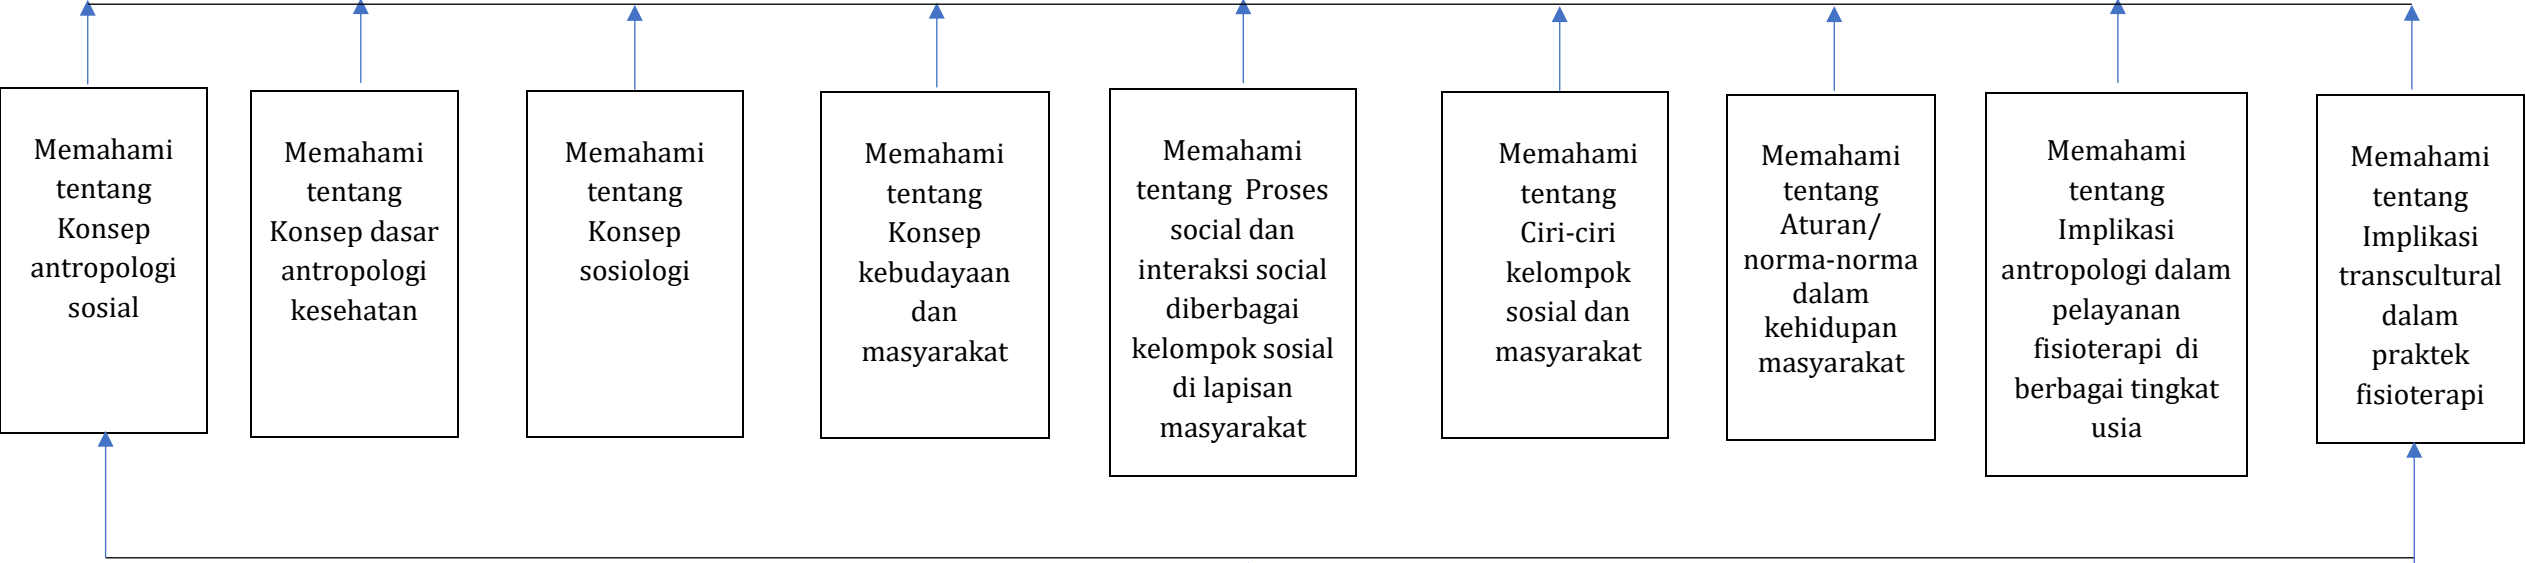 Memahami
tentang
Konsep
antropologi
sosial
Memahami
tentang
Konsep dasar
antropologi
kesehatan
Memahami
tentang
Konsep
sosiologi
Memahami
tentang
Konsep
kebudayaan
dan
masyarakat
Memahami
tentang  Proses
social dan
interaksi social
diberbagai
kelompok sosial
di lapisan
masyarakat
Memahami
tentang
Ciri-ciri
kelompok
sosial dan
masyarakat
Memahami
tentang
Aturan/
norma-norma
dalam
kehidupan
masyarakat
Memahami
tentang
Implikasi
antropologi dalam
pelayanan
fisioterapi  di
berbagai tingkat
usia
Memahami
tentang
Implikasi
transcultural
dalam
praktek
fisioterapi